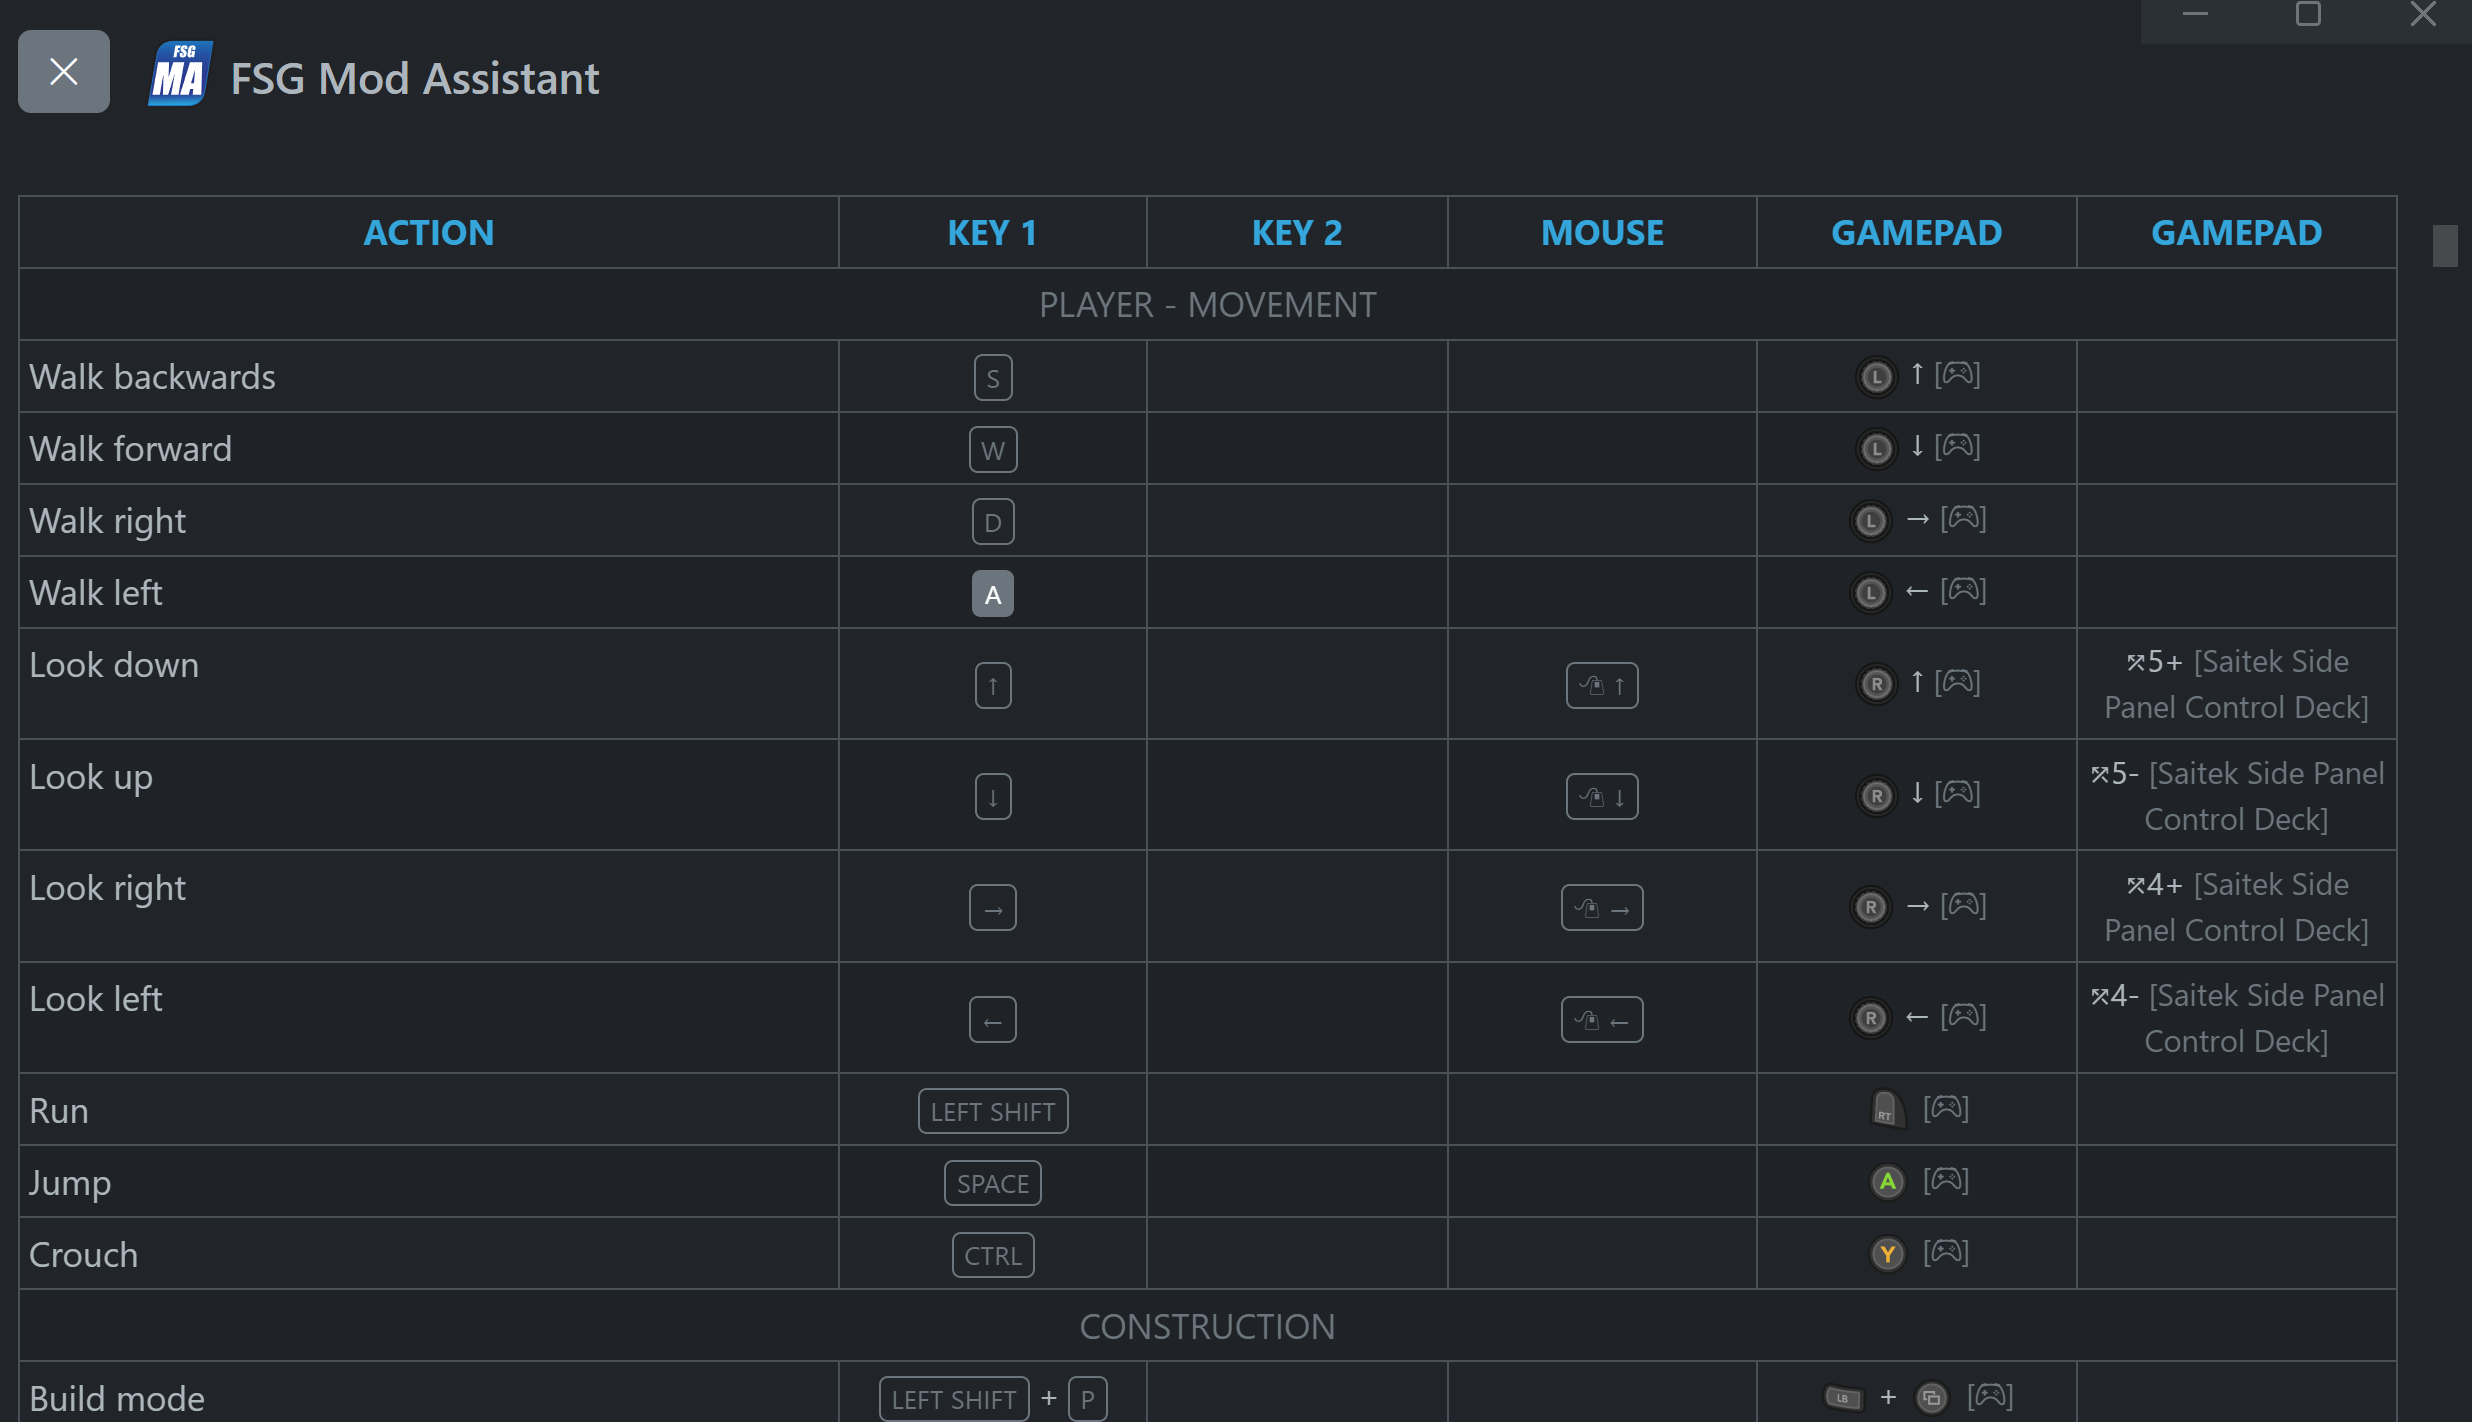 FSG
MA
FSG Mod Assistant
ACTION KEY 1 KEY 2 MOUSE GAMEPAD GAMEPAD
PLAYER - MOVEMENT
Walk backwards S L ↑ [🎮]
Walk forward W L ↓ [🎮]
Walk right D L → [🎮]
Walk left A L ← [🎮]
Look down ↑ 🖱 ↑ R ↑ [🎮] ⤱5+ [Saitek Side
Panel Control Deck]
Look up ↓ 🖱 ↓ R ↓ [🎮] ⤱5- [Saitek Side Panel
Control Deck]
Look right → 🖱 → R → [🎮] ⤱4+ [Saitek Side
Panel Control Deck]
Look left ← 🖱 ← R ← [🎮] ⤱4- [Saitek Side Panel
Control Deck]
Run LEFT SHIFT RT [🎮]
Jump SPACE A [🎮]
Crouch CTRL Y [🎮]
CONSTRUCTION
Build mode LEFT SHIFT + P LB + [🎮]